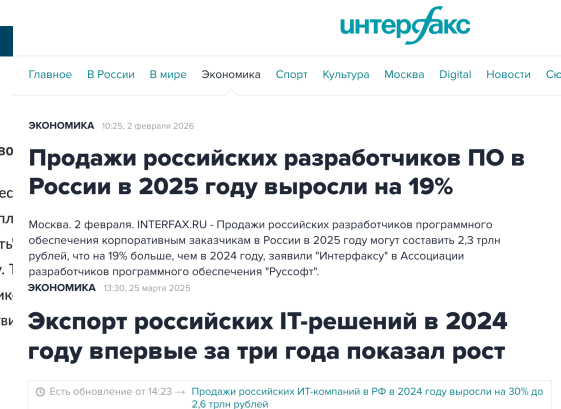 интерфакс
Главное В России В мире Экономика Спорт Культура Москва Digital Новости
ЭКОНОМИКА 10:25, 2 февраля 2026
Продажи российских разработчиков ПО в
России в 2025 году выросли на 19%
Москва. 2 февраля. INTERFAX.RU - Продажи российских разработчиков программного
обеспечения корпоративным заказчикам в России в 2025 году могут составить 2,3 трлн
рублей, что на 19% больше, чем в 2024 году, заявили "Интерфаксу" в Ассоциации
разработчиков программного обеспечения "Руссофт".
ЭКОНОМИКА 13:30, 25 марта 2025
Экспорт российских IT-решений в 2024
году впервые за три года показал рост
Есть обновление от 14:23 → Продажи российских ИТ-компаний в РФ в 2024 году выросли на 30% до
2,6 трлн рублей